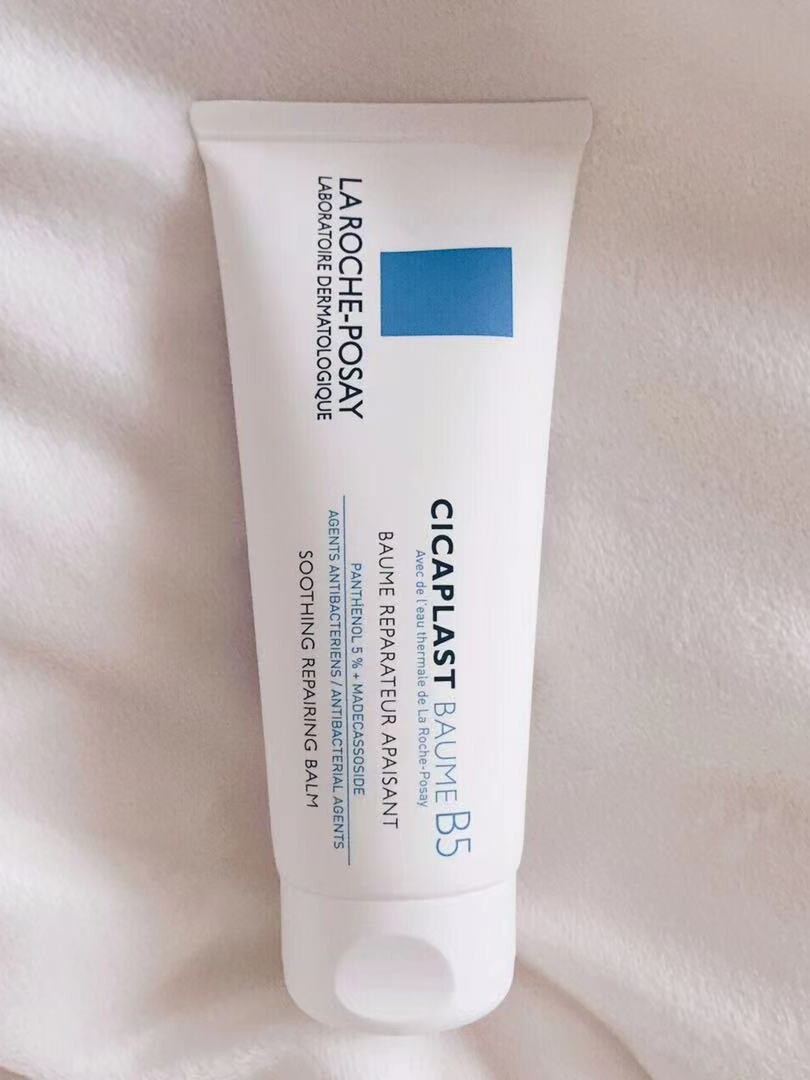 LA ROCHE-POSAY
LABORATOIRE DERMATOLOGIQUE
CICAPLAST BAUME B5
Avec de l'eau thermale de La Roche-Posay
BAUME REPARATEUR APAISANT
PANTHENOL 5 % + MADECASSOSIDE
AGENTS ANTIBACTERIENS / ANTIBACTERIAL AGENTS
SOOTHING REPAIRING BALM